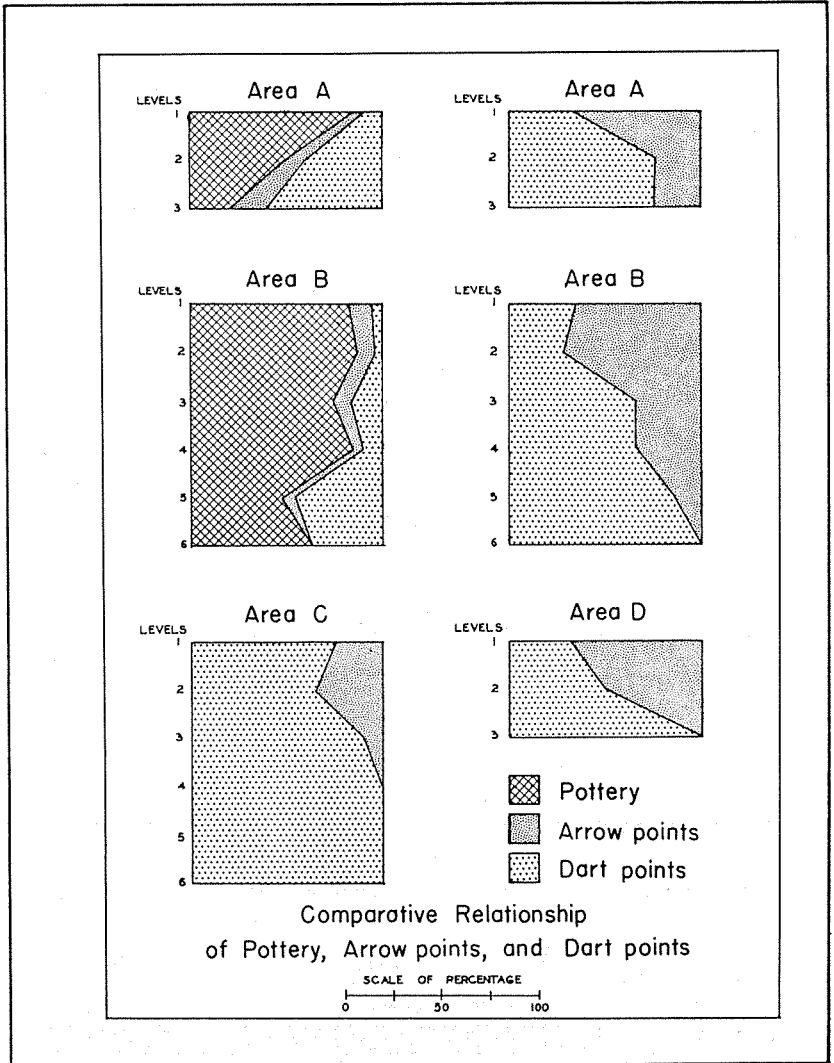 Area A
LEVELS
1
2
3
Area A
LEVELS
1
2
3
Area B
LEVELS
1
2
3
4
5
6
Area B
LEVELS
1
2
3
4
5
6
Area C
LEVELS
1
2
3
4
5
6
Area D
LEVELS
1
2
3
Pottery
Arrow points
Dart points
Comparative Relationship
of Pottery, Arrow points, and Dart points
SCALE OF PERCENTAGE
0 50 100